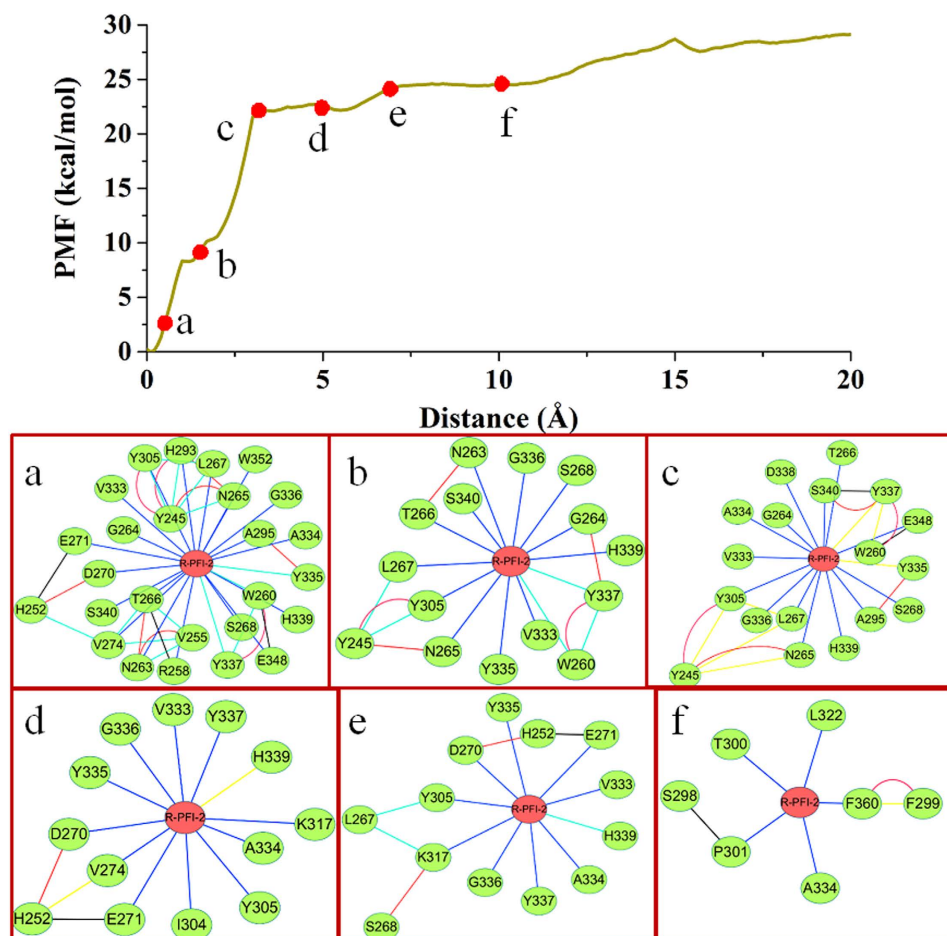 30
25
20
15
10
5
0
PMF (kcal/mol)
a
b
c
d
e
f
0 5 10 15 20
Distance (Å)
a
Y305 H293 L267 W352
V333 Y245 N265 G336
G264 A295 A334
E271 R-PFI-2 Y335
D270 W260
H252 T266 H339
S340 V255 S268
V274 N263 R258 Y337 E348
b
N263 G336 S268
S340
T266 G264
R-PFI-2 H339
L267 Y337
Y305
Y245 N265 Y335 V333 W260
c
T266
D338 S340 Y337
A334 G264 E348
W260
V333 R-PFI-2 Y335
Y305 S268
G336 L267 A295
Y245 N265 H339
d
V333 Y337
G336
H339
Y335
R-PFI-2
D270 K317
A334
V274
H252 E271 I304 Y305
e
Y335
H252 E271
D270
Y305 V333
L267 R-PFI-2
H339
K317
G336 A334
S268 Y337
f
L322
T300
S298 R-PFI-2
F360 F299
P301
A334